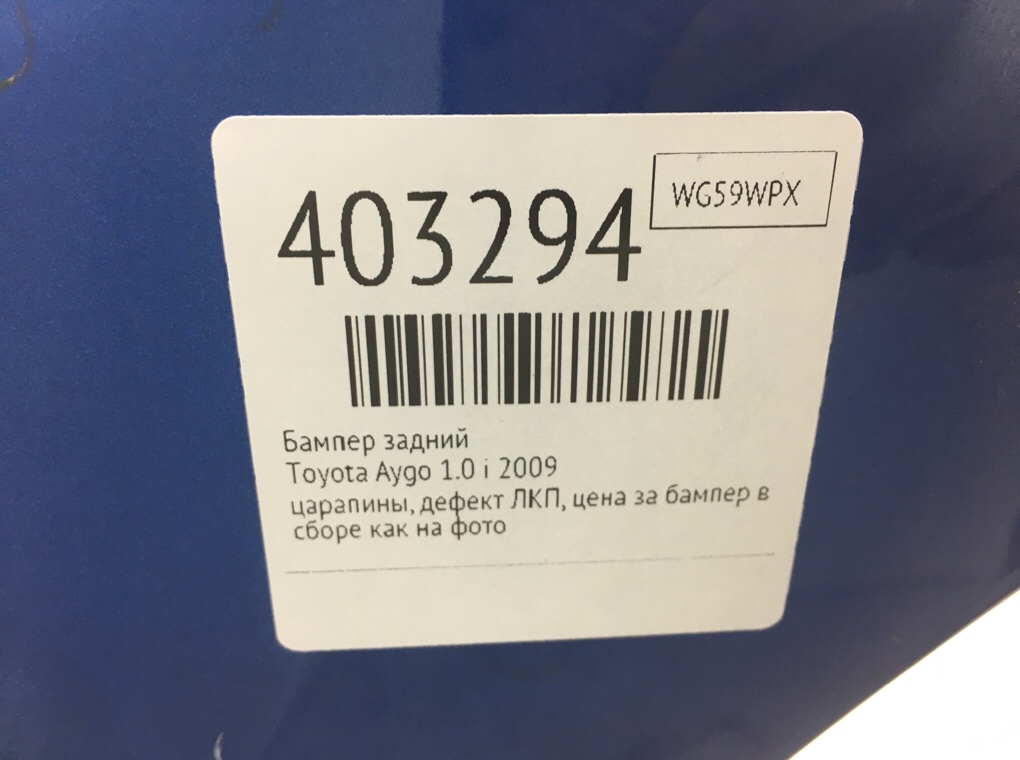 403294
WG59WPX
Бампер задний
Toyota Aygo 1.0 i 2009
царапины, дефект ЛКП, цена за бампер в
сборе как на фото